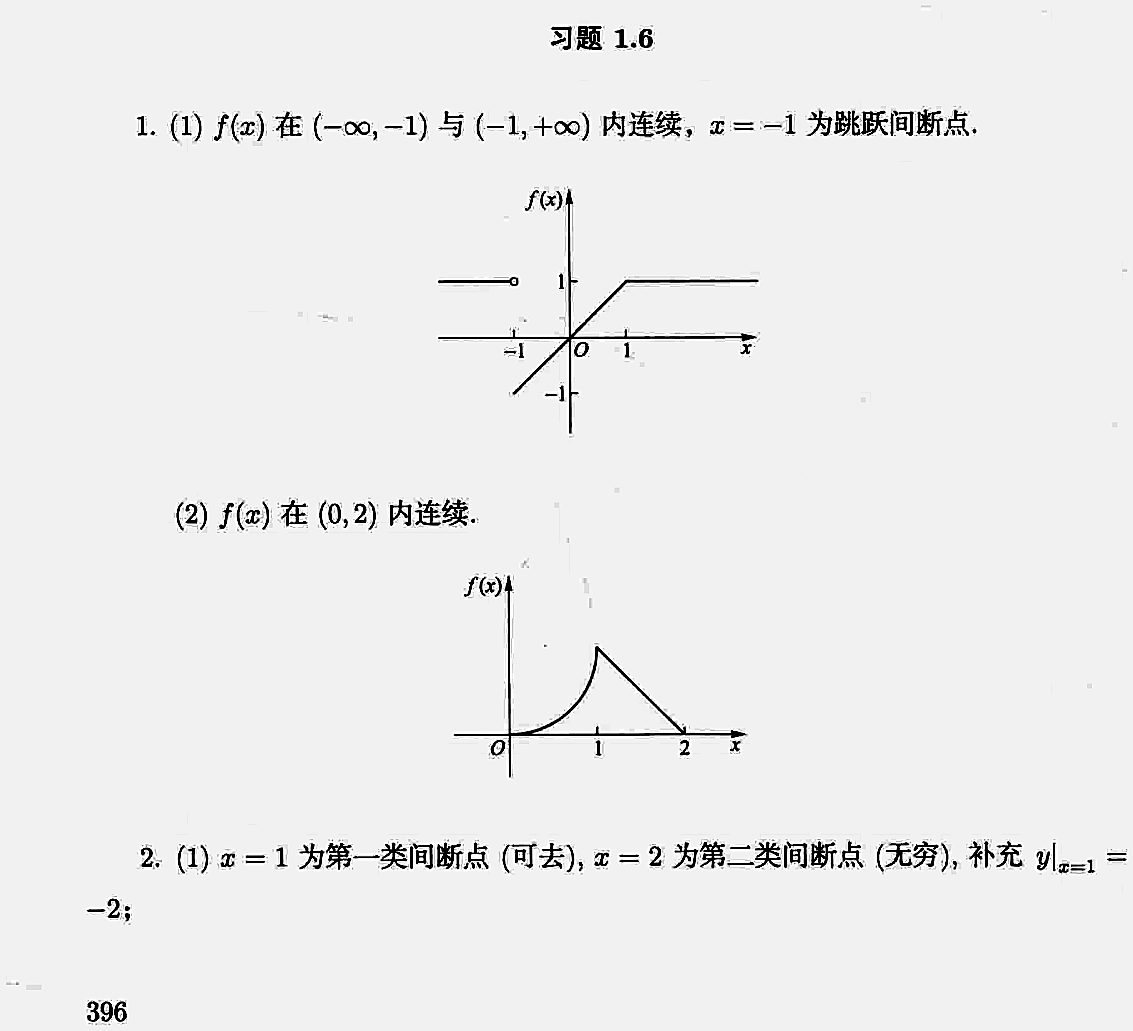 习题 1.6
1. (1) f(x) 在 (−∞, −1) 与 (−1, +∞) 内连续, x = −1 为跳跃间断点.
f(x)
1
−1 O 1 x
−1
(2) f(x) 在 (0, 2) 内连续.
f(x)
O 1 2 x
2. (1) x = 1 为第一类间断点 (可去), x = 2 为第二类间断点 (无穷), 补充 y|ₓ₌₁ =
−2;
396